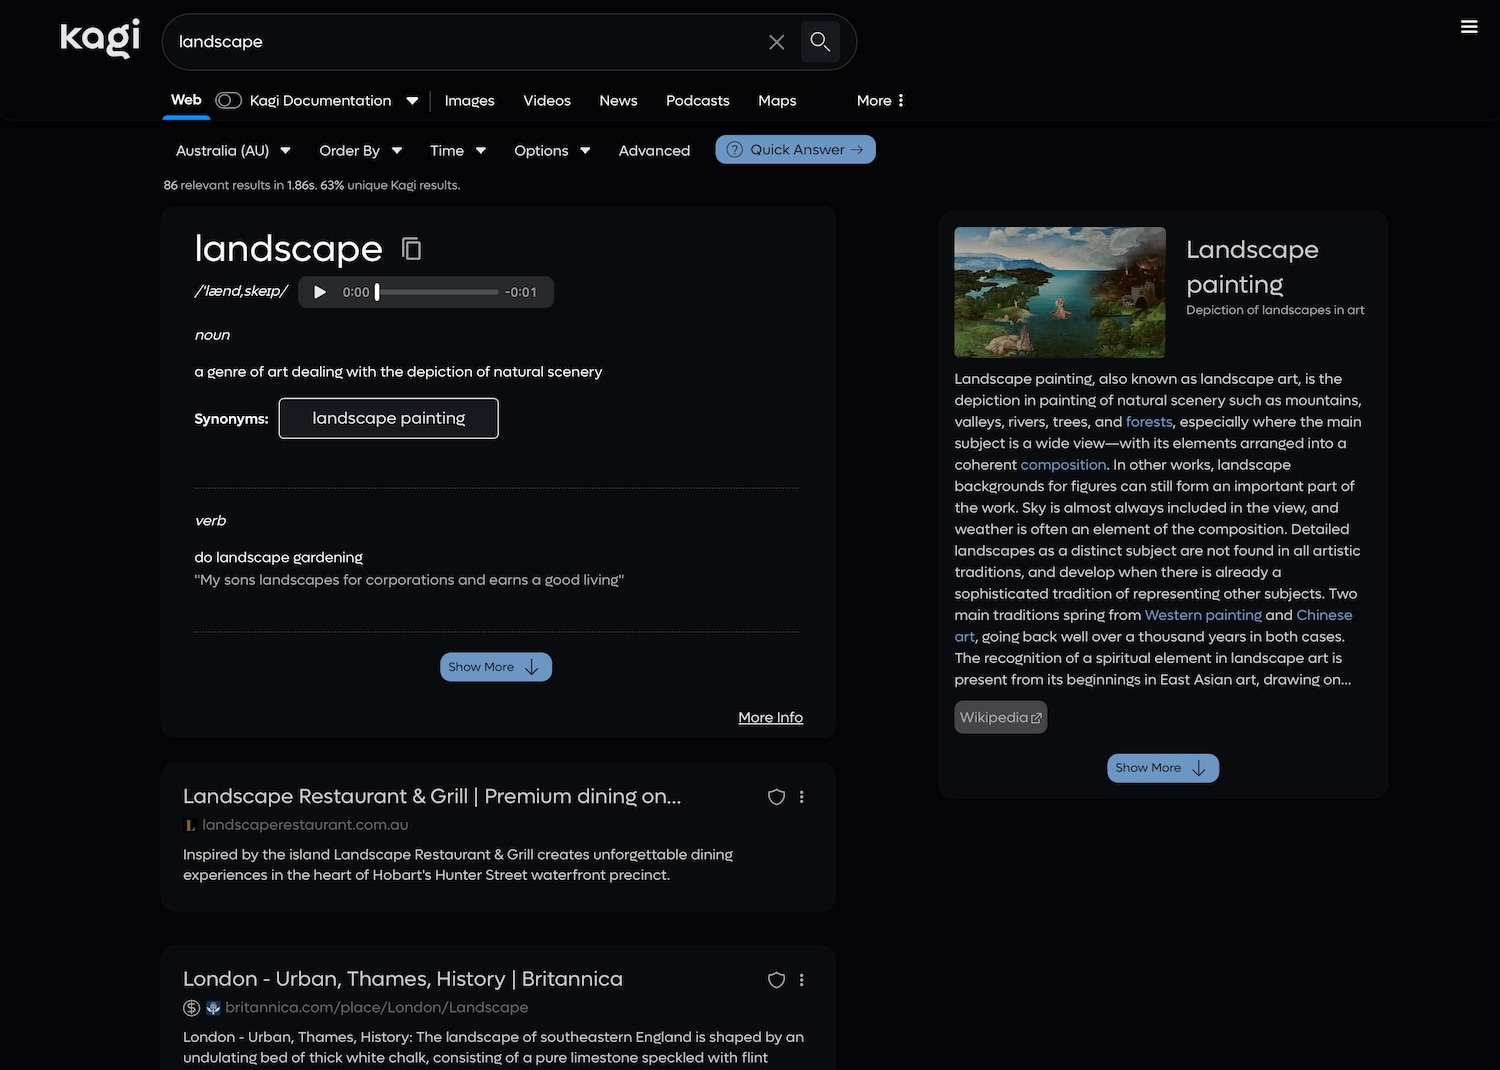 kagi
landscape
Web Kagi Documentation Images Videos News Podcasts Maps More
Australia (AU) Order By Time Options Advanced Quick Answer →
86 relevant results in 1.86s. 63% unique Kagi results.
landscape
/ˈlændˌskeɪp/ 0:00 -0:01
noun
a genre of art dealing with the depiction of natural scenery
Synonyms: landscape painting
verb
do landscape gardening
"My sons landscapes for corporations and earns a good living"
Show More ↓
More Info
Landscape Restaurant & Grill | Premium dining on...
L landscaperestaurant.com.au
Inspired by the island Landscape Restaurant & Grill creates unforgettable dining
experiences in the heart of Hobart's Hunter Street waterfront precinct.
London - Urban, Thames, History | Britannica
britannica.com/place/London/Landscape
London - Urban, Thames, History: The landscape of southeastern England is shaped by an
undulating bed of thick white chalk, consisting of a pure limestone speckled with flint
Landscape
painting
Depiction of landscapes in art
Landscape painting, also known as landscape art, is the
depiction in painting of natural scenery such as mountains,
valleys, rivers, trees, and forests, especially where the main
subject is a wide view—with its elements arranged into a
coherent composition. In other works, landscape
backgrounds for figures can still form an important part of
the work. Sky is almost always included in the view, and
weather is often an element of the composition. Detailed
landscapes as a distinct subject are not found in all artistic
traditions, and develop when there is already a
sophisticated tradition of representing other subjects. Two
main traditions spring from Western painting and Chinese
art, going back well over a thousand years in both cases.
The recognition of a spiritual element in landscape art is
present from its beginnings in East Asian art, drawing on...
Wikipedia
Show More ↓